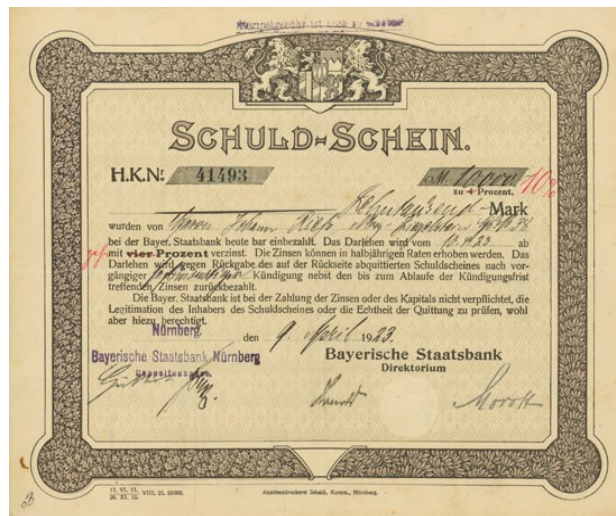 SCHULD=SCHEIN.
H.K.Nr. 41493 M 10000 10%
zu 4 Prozent.
Zehntausend Mark
wurden von Herrn Johann
bei der Bayer. Staatsbank heute bar einbezahlt. Das Darlehen wird vom 10.4.23 ab
mit vier Prozent verzinst. Die Zinsen können in halbjährigen Raten erhoben werden. Das
Darlehen wird gegen Rückgabe des auf der Rückseite abquittierten Schuldscheines nach vor-
gängiger Kündigung nebst den bis zum Ablaufe der Kündigungsfrist
treffenden Zinsen zurückbezahlt.
Die Bayer. Staatsbank ist bei der Zahlung der Zinsen oder des Kapitals nicht verpflichtet, die
Legitimation des Inhabers des Schuldscheines oder die Echtheit der Quittung zu prüfen, wohl
aber hiezu berechtigt.
Nürnberg, den 9. April 1923.
Bayerische Staatsbank Nürnberg
Bayerische Staatsbank
Direktorium